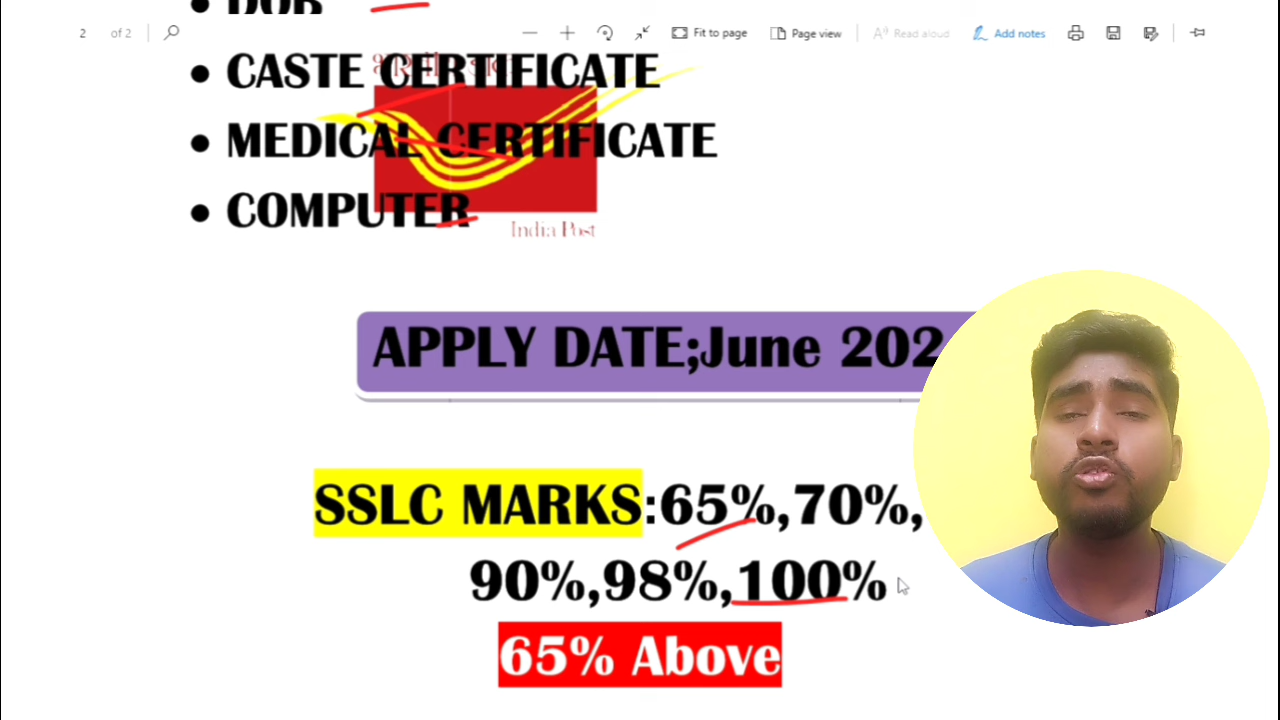 • DOB
2 of 2 Fit to page Page view Read aloud Add notes
• CASTE CERTIFICATE
• MEDICAL CERTIFICATE
• COMPUTER
India Post
APPLY DATE;June 202
SSLC MARKS:65%,70%,
90%,98%,100%
65% Above